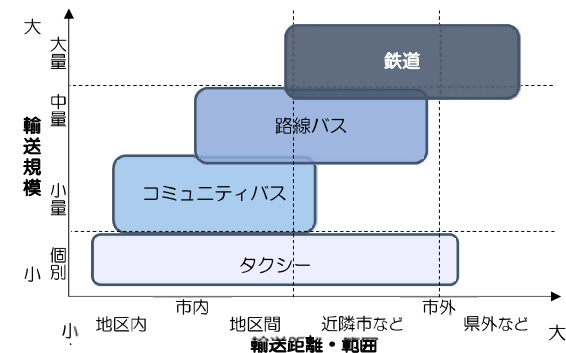 大
大量
鉄道
中量
路線バス
輸送規模
小量
コミュニティバス
個別
タクシー
小
市内
市外
小
地区内
地区間
近隣市など
県外など
大
輸送距離・範囲